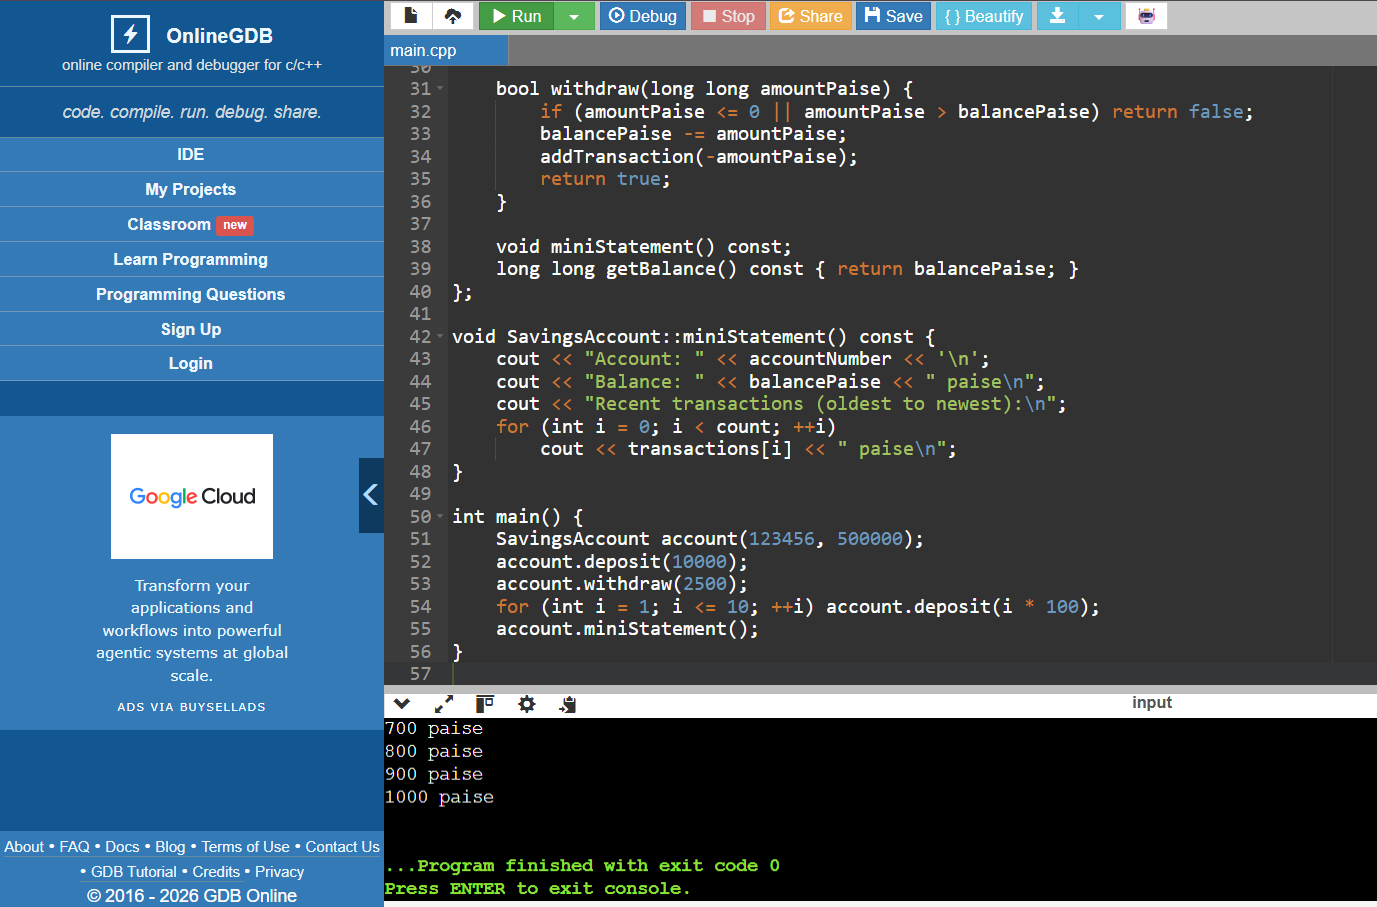 OnlineGDB
online compiler and debugger for c/c++
code. compile. run. debug. share.
IDE
My Projects
Classroom new
Learn Programming
Programming Questions
Sign Up
Login
Google Cloud
Transform your
applications and
workflows into powerful
agentic systems at global
scale.
ADS VIA BUYSELLADS
About • FAQ • Docs • Blog • Terms of Use • Contact Us
• GDB Tutorial • Credits • Privacy
© 2016 - 2026 GDB Online
Run Debug Stop Share Save { } Beautify
main.cpp
30
31 bool withdraw(long long amountPaise) {
32 if (amountPaise <= 0 || amountPaise > balancePaise) return false;
33 balancePaise -= amountPaise;
34 addTransaction(-amountPaise);
35 return true;
36 }
37
38 void miniStatement() const;
39 long long getBalance() const { return balancePaise; }
40 };
41
42 void SavingsAccount::miniStatement() const {
43 cout << "Account: " << accountNumber << '\n';
44 cout << "Balance: " << balancePaise << " paise\n";
45 cout << "Recent transactions (oldest to newest):\n";
46 for (int i = 0; i < count; ++i)
47 cout << transactions[i] << " paise\n";
48 }
49
50 int main() {
51 SavingsAccount account(123456, 500000);
52 account.deposit(10000);
53 account.withdraw(2500);
54 for (int i = 1; i <= 10; ++i) account.deposit(i * 100);
55 account.miniStatement();
56 }
57
input
700 paise
800 paise
900 paise
1000 paise
...Program finished with exit code 0
Press ENTER to exit console.